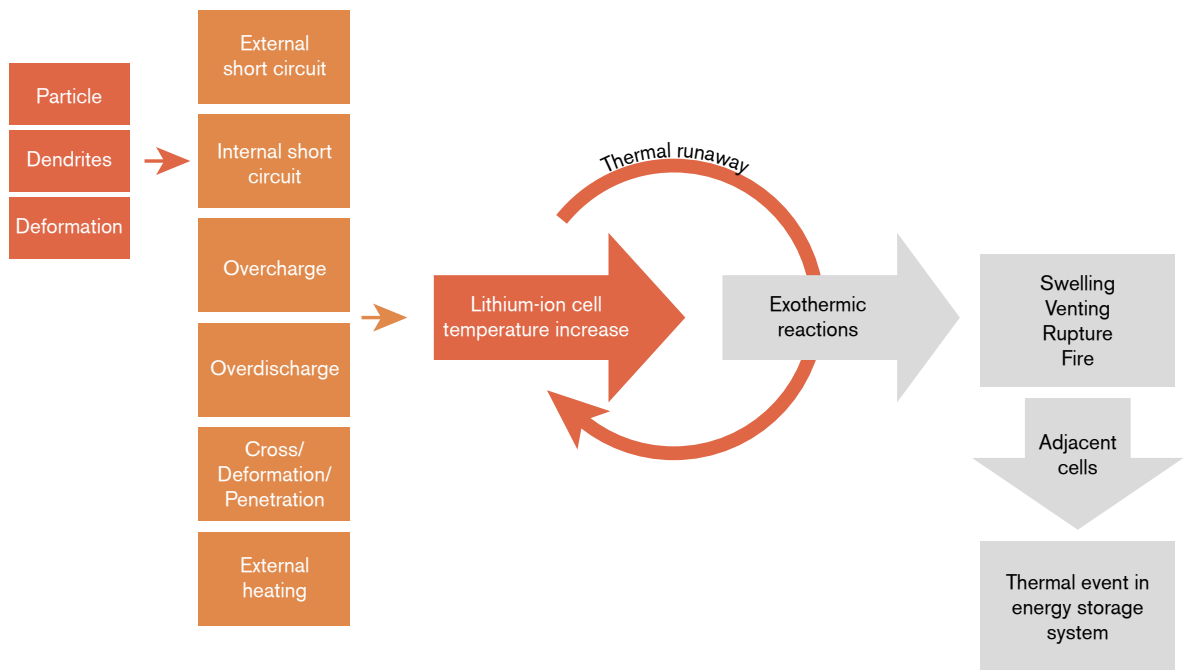 Particle
Dendrites
Deformation
External
short circuit
Internal short
circuit
Overcharge
Overdischarge
Cross/
Deformation/
Penetration
External
heating
Thermal runaway
Lithium-ion cell
temperature increase
Exothermic
reactions
Swelling
Venting
Rupture
Fire
Adjacent
cells
Thermal event in
energy storage
system